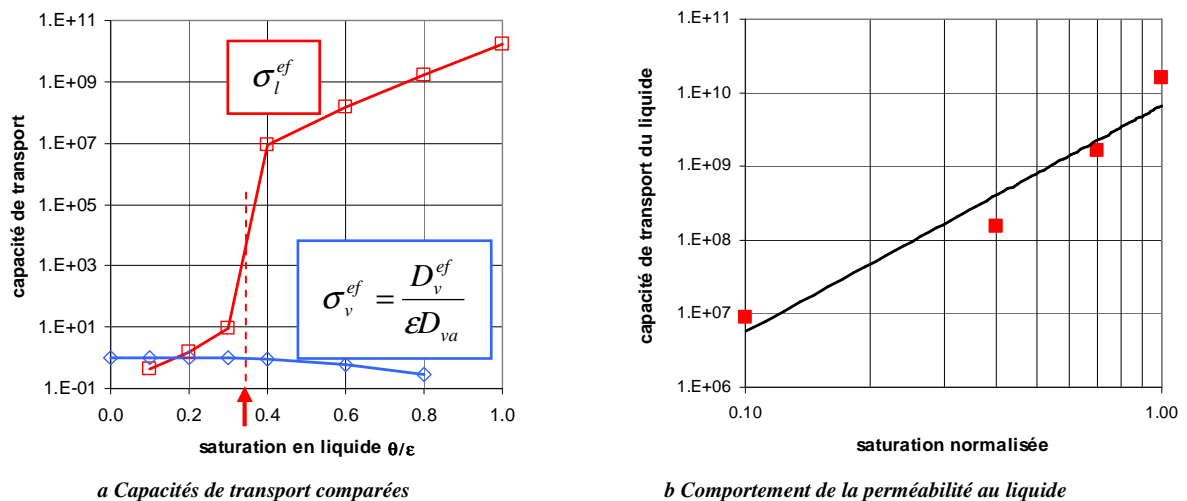 1.E+11
1.E+09
1.E+07
1.E+05
1.E+03
1.E+01
1.E-01
capacité de transport
σ_l^{ef}
σ_v^{ef} = D_v^{ef} / εD_{va}
0.0 0.2 0.4 0.6 0.8 1.0
saturation en liquide θ/ε
a Capacités de transport comparées
1.E+11
1.E+10
1.E+09
1.E+08
1.E+07
1.E+06
capacité de transport du liquide
0.10 1.00
saturation normalisée
b Comportement de la perméabilité au liquide